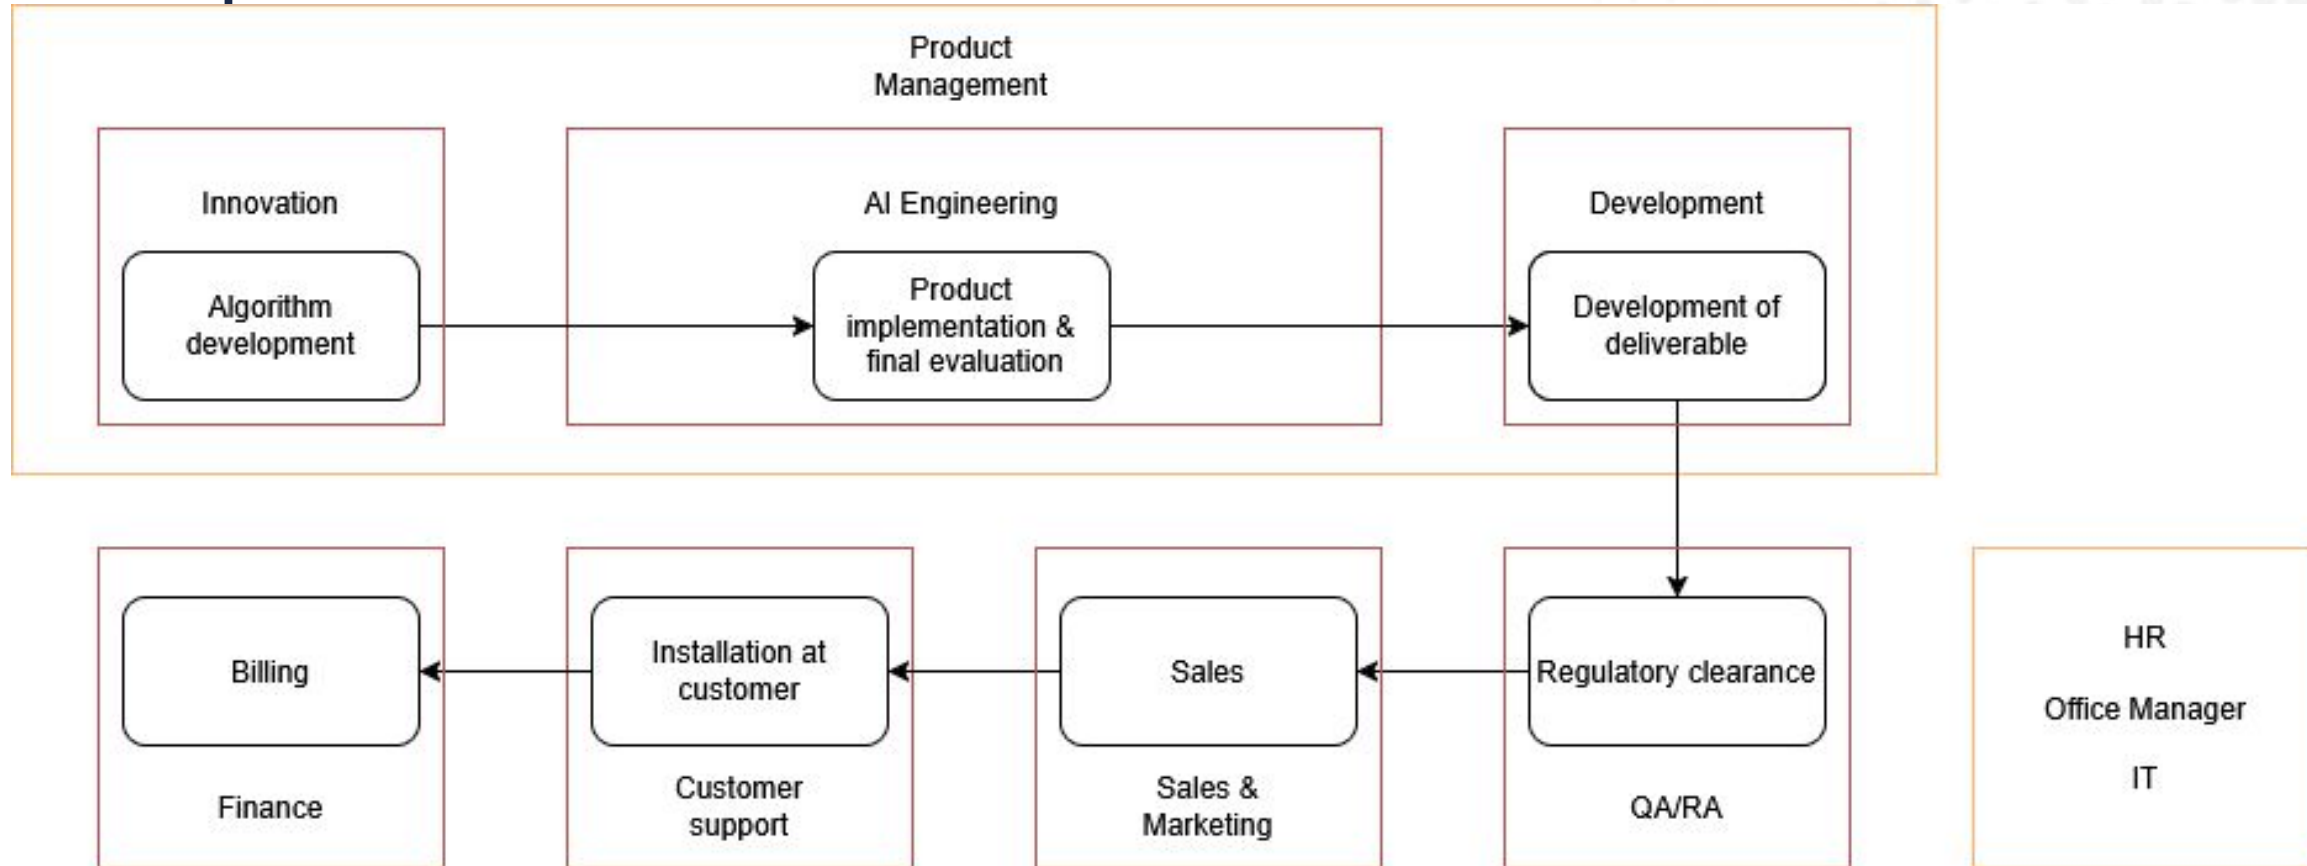 Product
Management
Innovation
AI Engineering
Development
Algorithm
development
Product
implementation &
final evaluation
Development of
deliverable
Billing
Installation at
customer
Sales
Regulatory clearance
Finance
Customer
support
Sales &
Marketing
QA/RA
HR
Office Manager
IT